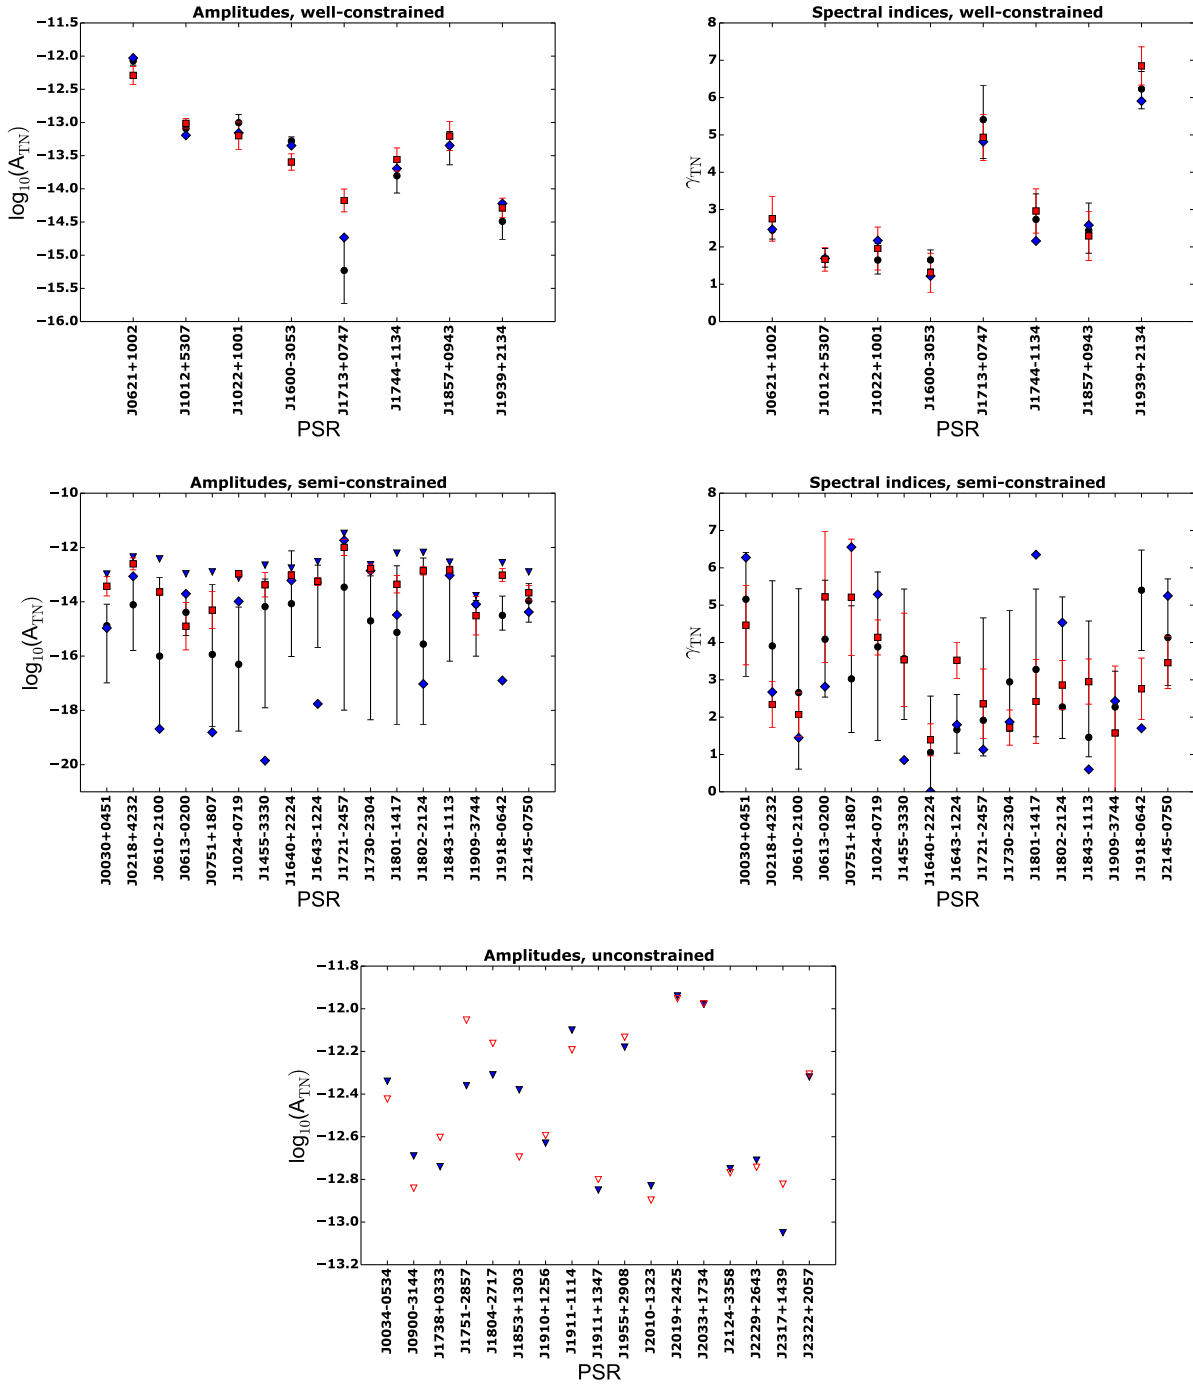 Amplitudes, well-constrained
−11.5
−12.0
−12.5
−13.0
−13.5
−14.0
−14.5
−15.0
−15.5
−16.0
log₁₀(A_TN)
J0621+1002
J1012+5307
J1022+1001
J1600-3053
J1713+0747
J1744-1134
J1857+0943
J1939+2134
PSR
Spectral indices, well-constrained
8
7
6
5
4
3
2
1
0
γ_TN
J0621+1002
J1012+5307
J1022+1001
J1600-3053
J1713+0747
J1744-1134
J1857+0943
J1939+2134
PSR
Amplitudes, semi-constrained
−10
−12
−14
−16
−18
−20
log₁₀(A_TN)
J0030+0451
J0218+4232
J0610-2100
J0613-0200
J0751+1807
J1024-0719
J1455-3330
J1640+2224
J1643-1224
J1721-2457
J1730-2304
J1801-1417
J1802-2124
J1843-1113
J1909-3744
J1918-0642
J2145-0750
PSR
Spectral indices, semi-constrained
8
7
6
5
4
3
2
1
0
γ_TN
J0030+0451
J0218+4232
J0610-2100
J0613-0200
J0751+1807
J1024-0719
J1455-3330
J1640+2224
J1643-1224
J1721-2457
J1730-2304
J1801-1417
J1802-2124
J1843-1113
J1909-3744
J1918-0642
J2145-0750
PSR
Amplitudes, unconstrained
−11.8
−12.0
−12.2
−12.4
−12.6
−12.8
−13.0
−13.2
log₁₀(A_TN)
J0034-0534
J0900-3144
J1738+0333
J1751-2857
J1804-2717
J1853+1303
J1910+1256
J1911-1114
J1911+1347
J1955+2908
J2010-1323
J2019+2425
J2033+1734
J2124-3358
J2229+2643
J2317+1439
J2322+2057
PSR